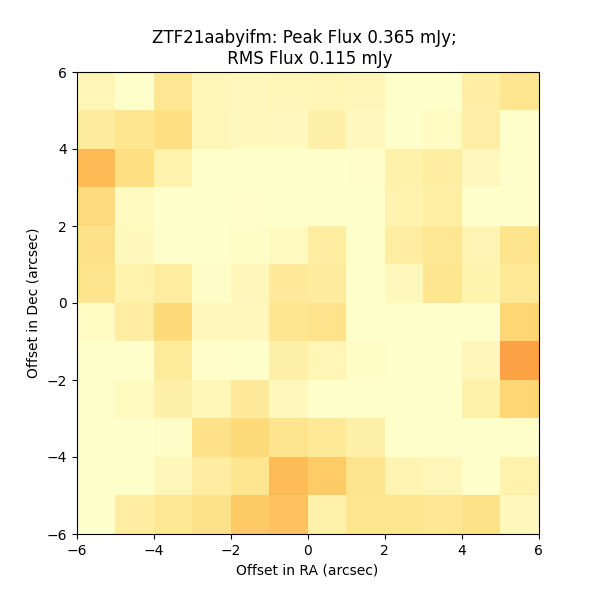 ZTF21aabyifm: Peak Flux 0.365 mJy;
RMS Flux 0.115 mJy
6
4
2
0
−2
−4
−6
Offset in Dec (arcsec)
−6 −4 −2 0 2 4 6
Offset in RA (arcsec)